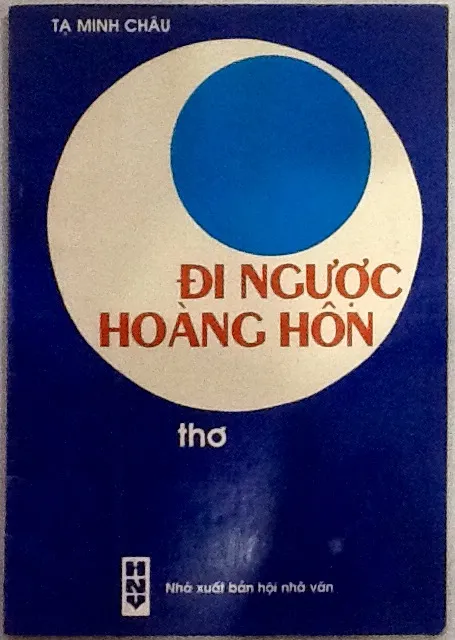 TẠ MINH CHÂU
ĐI NGƯỢC
HOÀNG HÔN
thơ
HNV
Nhà xuất bản hội nhà văn